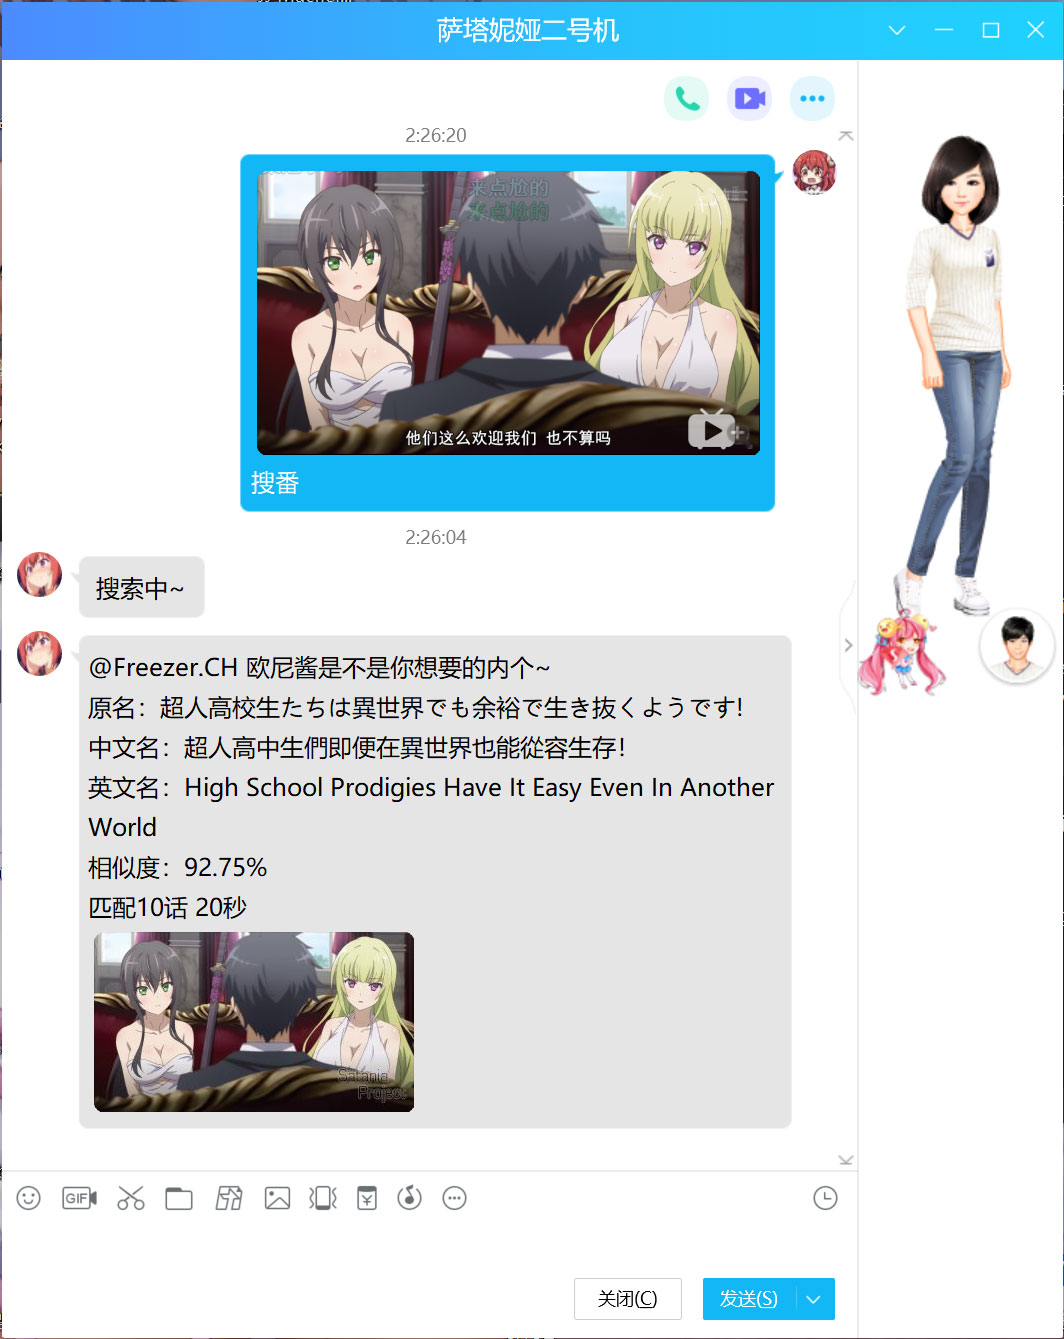 萨塔妮娅二号机
2:26:20
来点尬的
来点尬的
他们这么欢迎我们 也不算吗
搜番
2:26:04
搜索中~
@Freezer.CH 欧尼酱是不是你想要的内个~
原名：超人高校生たちは異世界でも余裕で生き抜くようです!
中文名：超人高中生們即便在異世界也能從容生存！
英文名：High School Prodigies Have It Easy Even In Another
World
相似度：92.75%
匹配10话 20秒
Satania
Project
GIF
关闭(C)
发送(S)